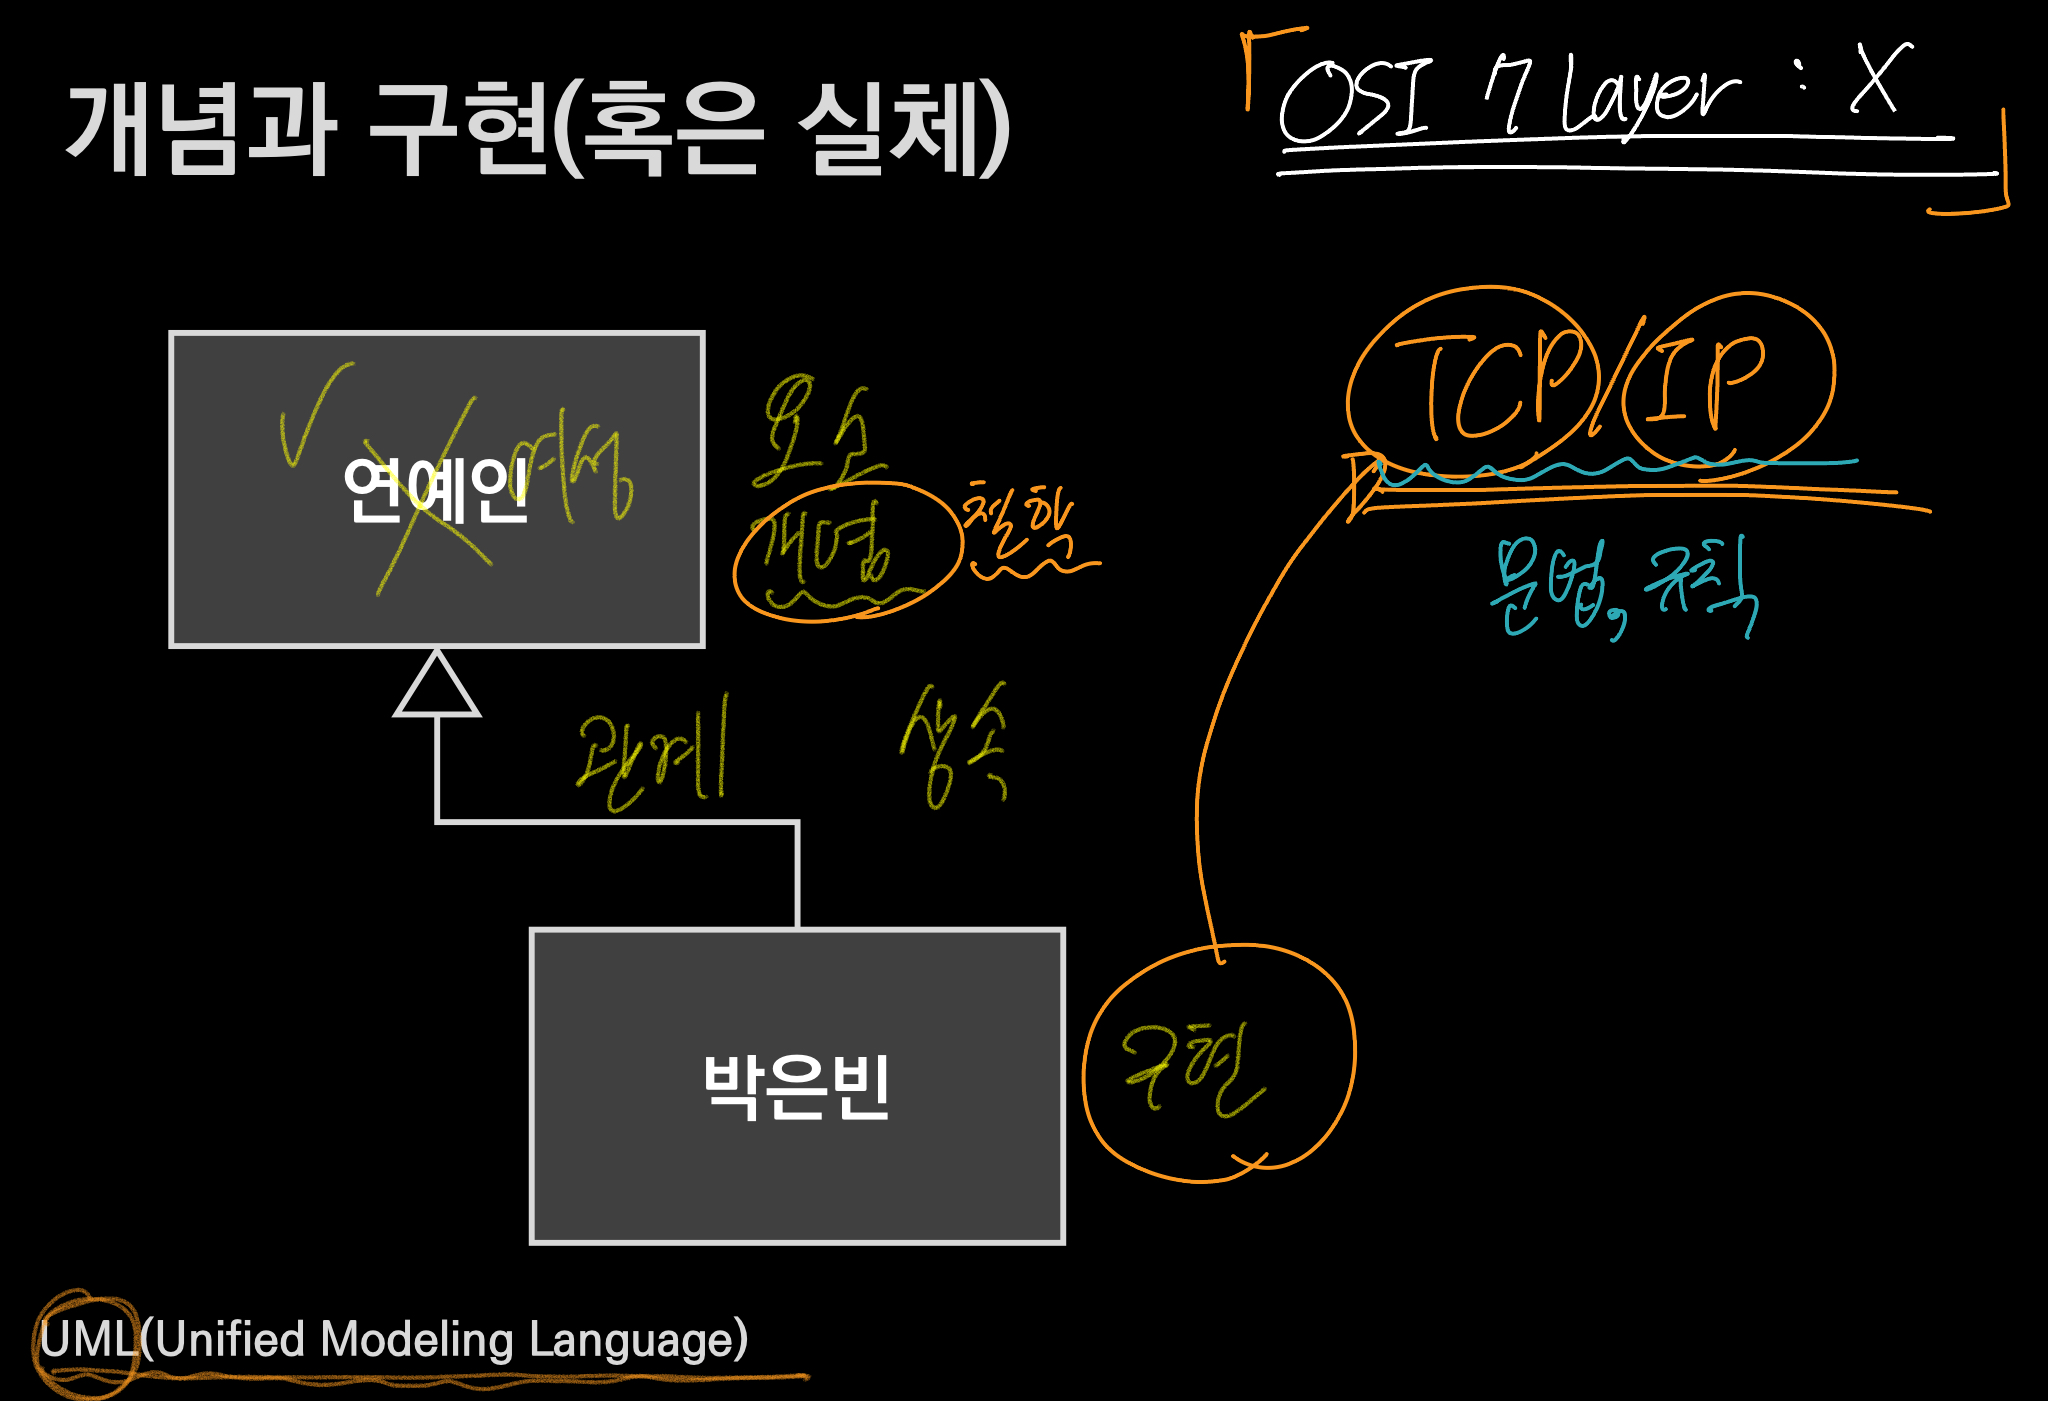 개념과 구현(혹은 실체)
OSI 7 Layer : X
연예인
여성
요소
개념
철학
TCP/IP
문법, 규칙
관계
상속
박은빈
구현
UML(Unified Modeling Language)